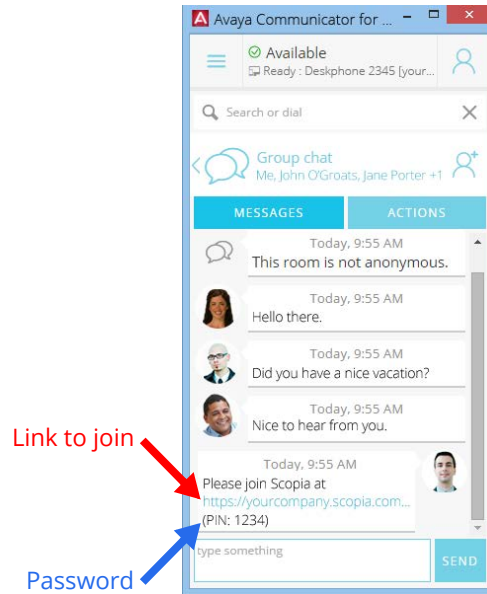 Avaya Communicator for ...
Available
Ready : Deskphone 2345 [your...
Search or dial
Group chat
Me, John O'Groats, Jane Porter +1
MESSAGES
ACTIONS
Today, 9:55 AM
This room is not anonymous.
Today, 9:55 AM
Hello there.
Today, 9:55 AM
Did you have a nice vacation?
Today, 9:55 AM
Nice to hear from you.
Today, 9:55 AM
Please join Scopia at
https://yourcompany.scopia.com...
(PIN: 1234)
Link to join
Password
type something
SEND